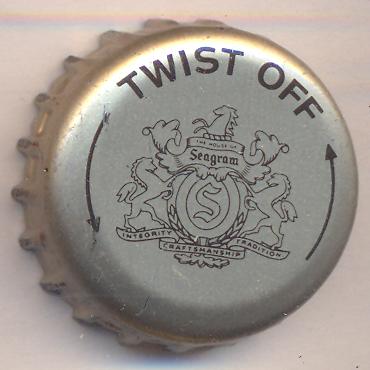 TWIST OFF
THE HOUSE OF
Seagram
S
INTEGRITY
CRAFTSMANSHIP
TRADITION